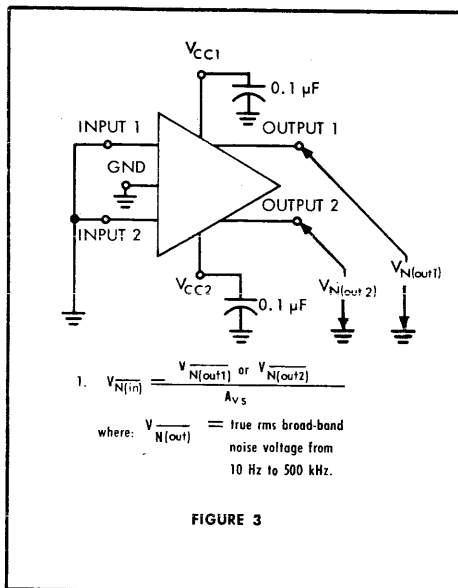 VCC1
0.1 μF
INPUT 1
OUTPUT 1
GND
OUTPUT 2
INPUT 2
VN(out1)
VN(out 2)
VCC2
0.1 μF
1. VN(in) = VN(out1) or VN(out2)
AVS
where: VN(out) = true rms broad-band
noise voltage from
10 Hz to 500 kHz.
FIGURE 3